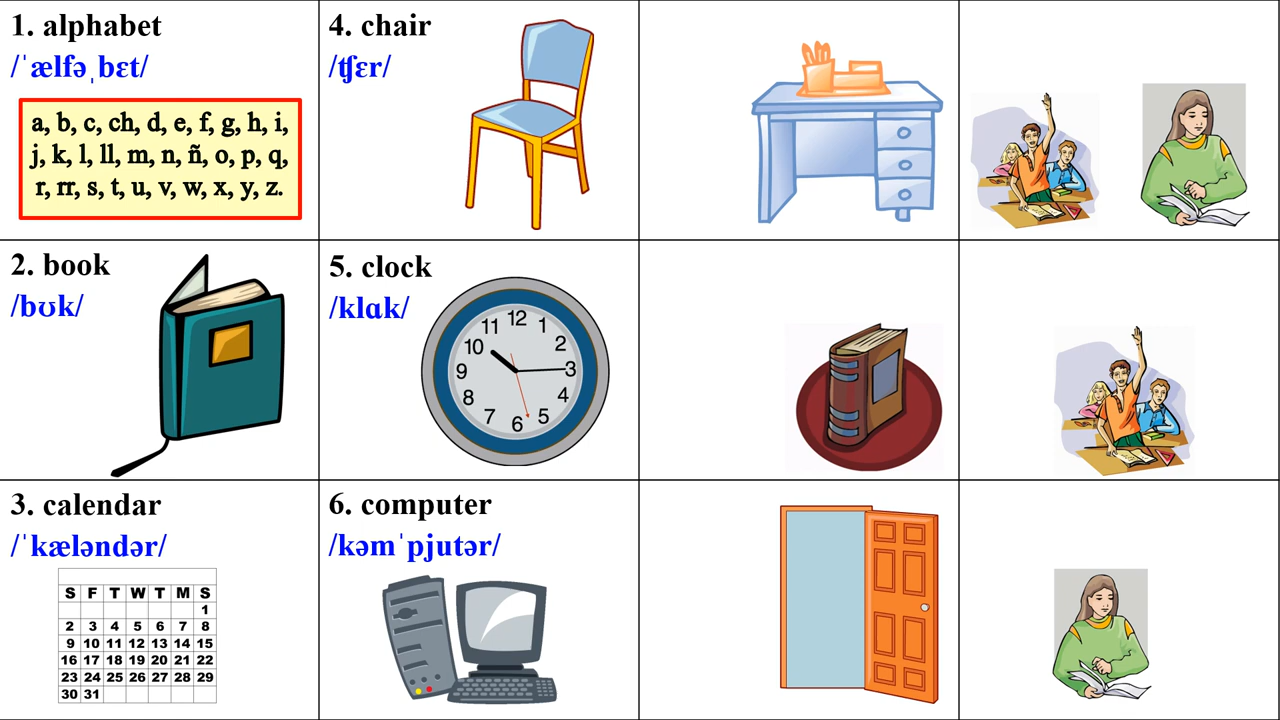 1. alphabet
/ˈælfəˌbɛt/
a, b, c, ch, d, e, f, g, h, i,
j, k, l, ll, m, n, ñ, o, p, q,
r, rr, s, t, u, v, w, x, y, z.
2. book
/bʊk/
3. calendar
/ˈkæləndər/
S F T W T M S
1
2 3 4 5 6 7 8
9 10 11 12 13 14 15
16 17 18 19 20 21 22
23 24 25 26 27 28 29
30 31
4. chair
/ʧɛr/
5. clock
/klɑk/
12 1 2 3 4 5 6 7 8 9 10 11
6. computer
/kəmˈpjutər/